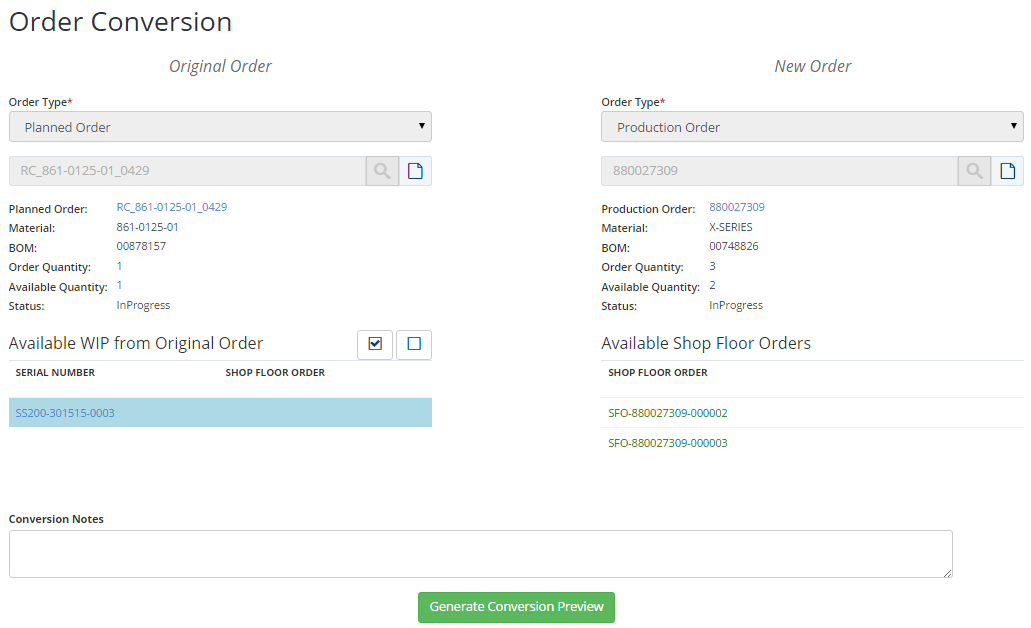 Order Conversion
Original Order
Order Type*
Planned Order
RC_861-0125-01_0429
Planned Order: RC_861-0125-01_0429
Material: 861-0125-01
BOM: 00878157
Order Quantity: 1
Available Quantity: 1
Status: InProgress
Available WIP from Original Order
SERIAL NUMBER SHOP FLOOR ORDER
SS200-301515-0003
New Order
Order Type*
Production Order
880027309
Production Order: 880027309
Material: X-SERIES
BOM: 00748826
Order Quantity: 3
Available Quantity: 2
Status: InProgress
Available Shop Floor Orders
SHOP FLOOR ORDER
SFO-880027309-000002
SFO-880027309-000003
Conversion Notes
Generate Conversion Preview